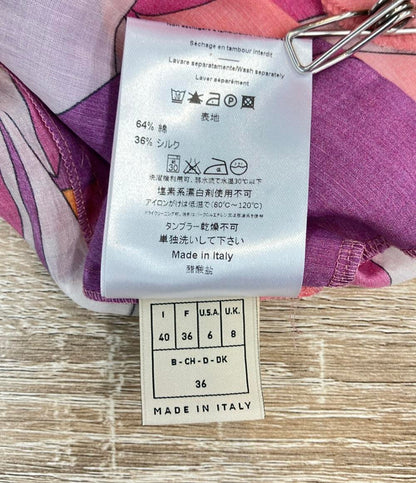 Séchage en tambour interdit
Lavare separatamente/Wash separately
Laver séparément
表地
64% 綿
36% シルク
塩素系漂白剤使用不可
アイロンがけは低温で(80℃〜120℃)
タンブラー乾燥不可
単独洗いして下さい
Made in Italy
I F U.S.A. U.K.
40 36 6 8
B - CH - D - DK
36
MADE IN ITALY